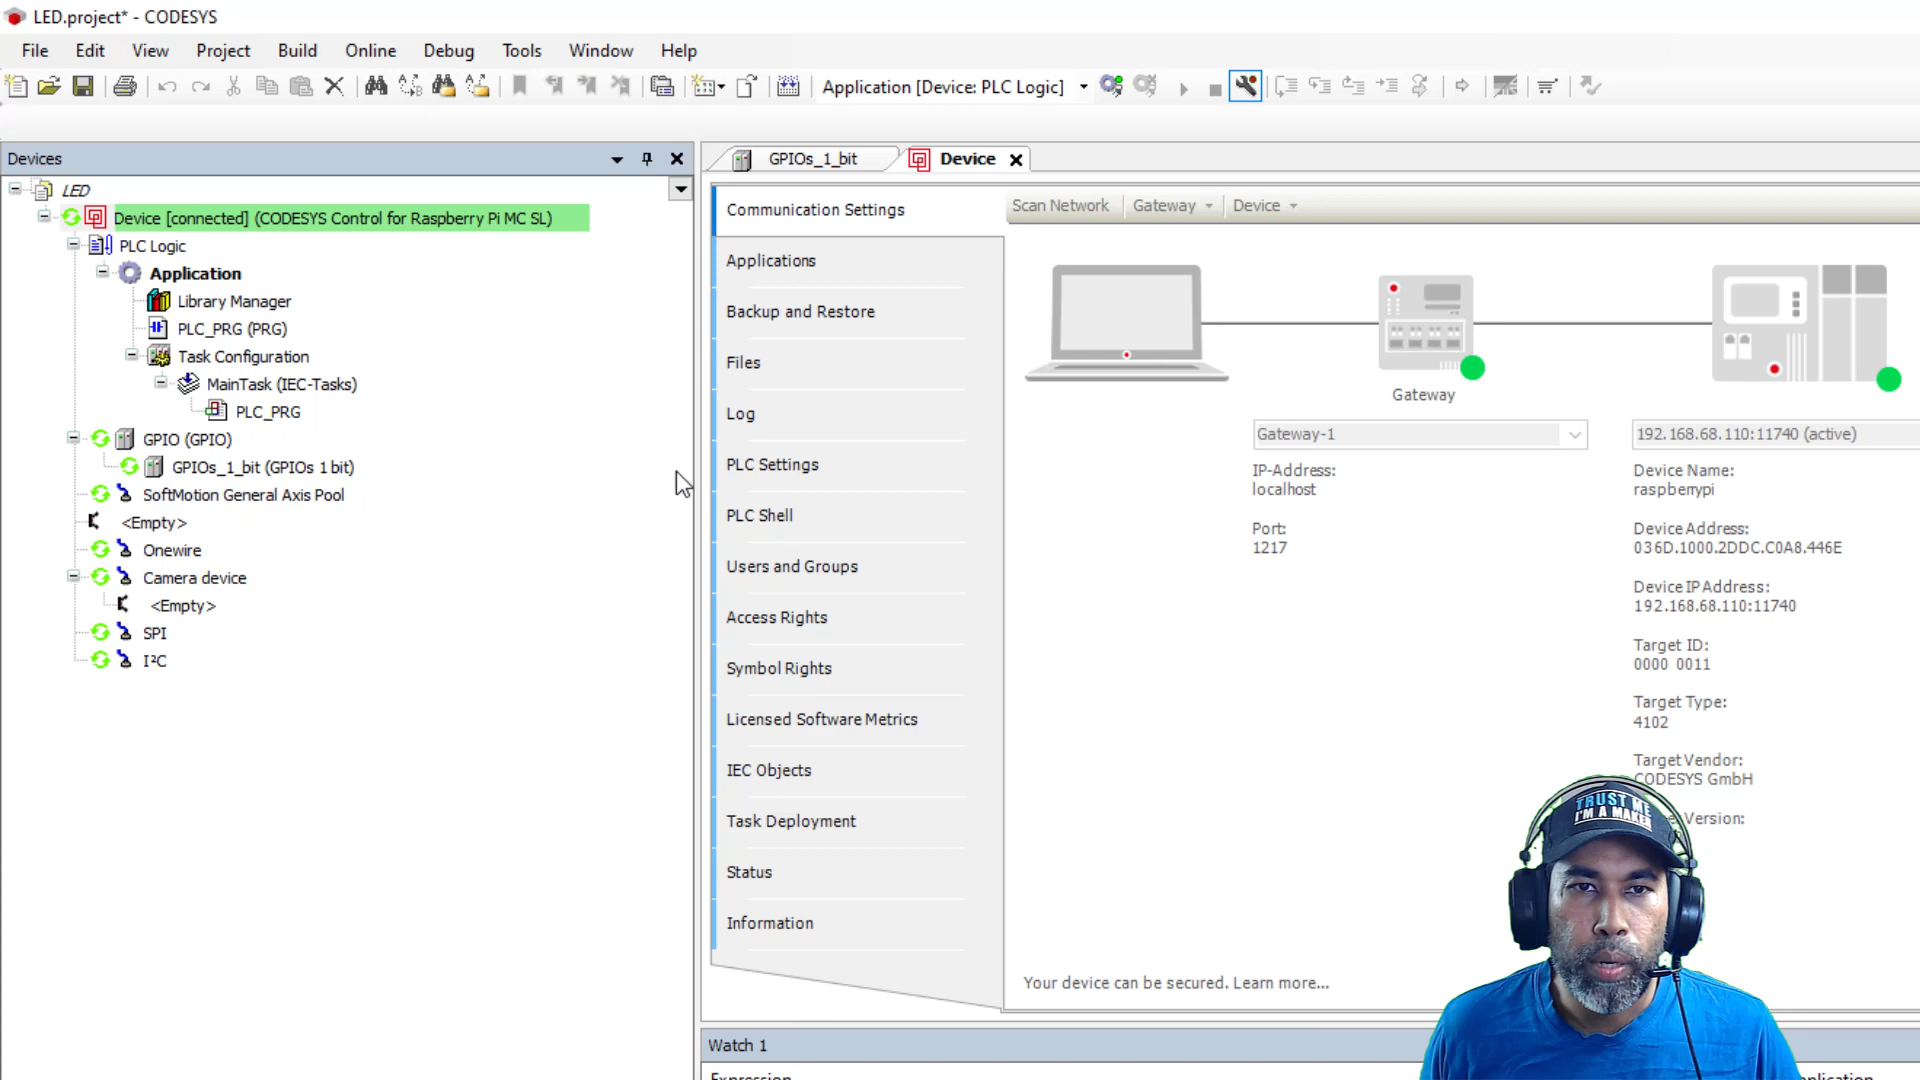 LED.project* - CODESYS
File Edit View Project Build Online Debug Tools Window Help
Application [Device: PLC Logic]
Devices
LED
Device [connected] (CODESYS Control for Raspberry Pi MC SL)
PLC Logic
Application
Library Manager
PLC_PRG (PRG)
Task Configuration
MainTask (IEC-Tasks)
PLC_PRG
GPIO (GPIO)
GPIOs_1_bit (GPIOs 1 bit)
SoftMotion General Axis Pool
<Empty>
Onewire
Camera device
<Empty>
SPI
I²C
GPIOs_1_bit
Device
Communication Settings
Applications
Backup and Restore
Files
Log
PLC Settings
PLC Shell
Users and Groups
Access Rights
Symbol Rights
Licensed Software Metrics
IEC Objects
Task Deployment
Status
Information
Scan Network Gateway Device
Gateway
Gateway-1
IP-Address:
localhost
Port:
1217
192.168.68.110:11740 (active)
Device Name:
raspberrypi
Device Address:
036D.1000.2DDC.C0A8.446E
Device IP Address:
192.168.68.110:11740
Target ID:
0000 0011
Target Type:
4102
Target Vendor:
CODESYS GmbH
Version:
TRUST ME
I'M A MAKER
Your device can be secured. Learn more...
Watch 1
Expression